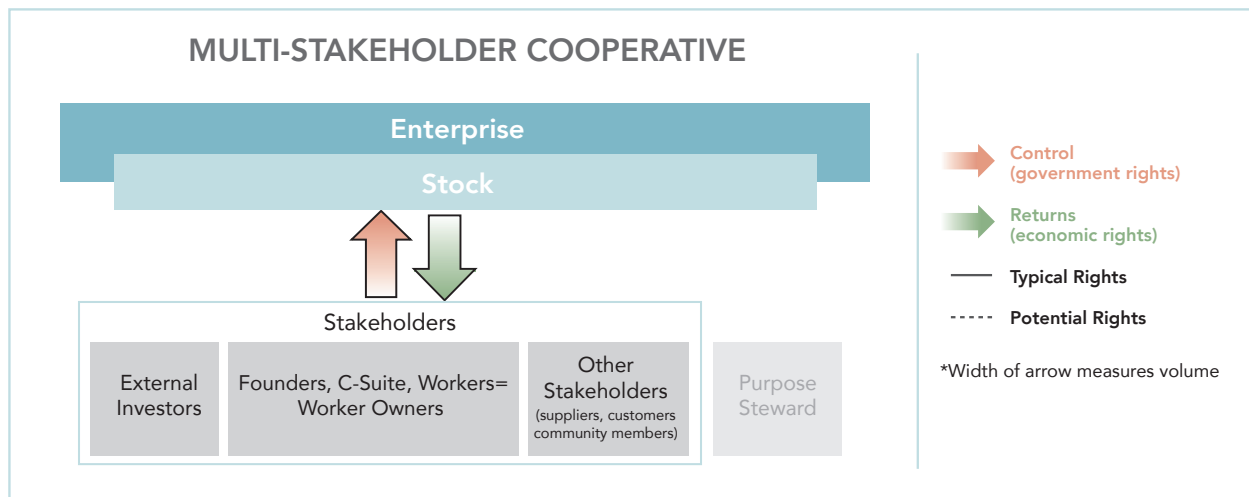 MULTI-STAKEHOLDER COOPERATIVE
Enterprise
Stock
Stakeholders
External
Investors
Founders, C-Suite, Workers=
Worker Owners
Other
Stakeholders
(suppliers, customers
community members)
Purpose
Steward
Control
(government rights)
Returns
(economic rights)
Typical Rights
Potential Rights
*Width of arrow measures volume